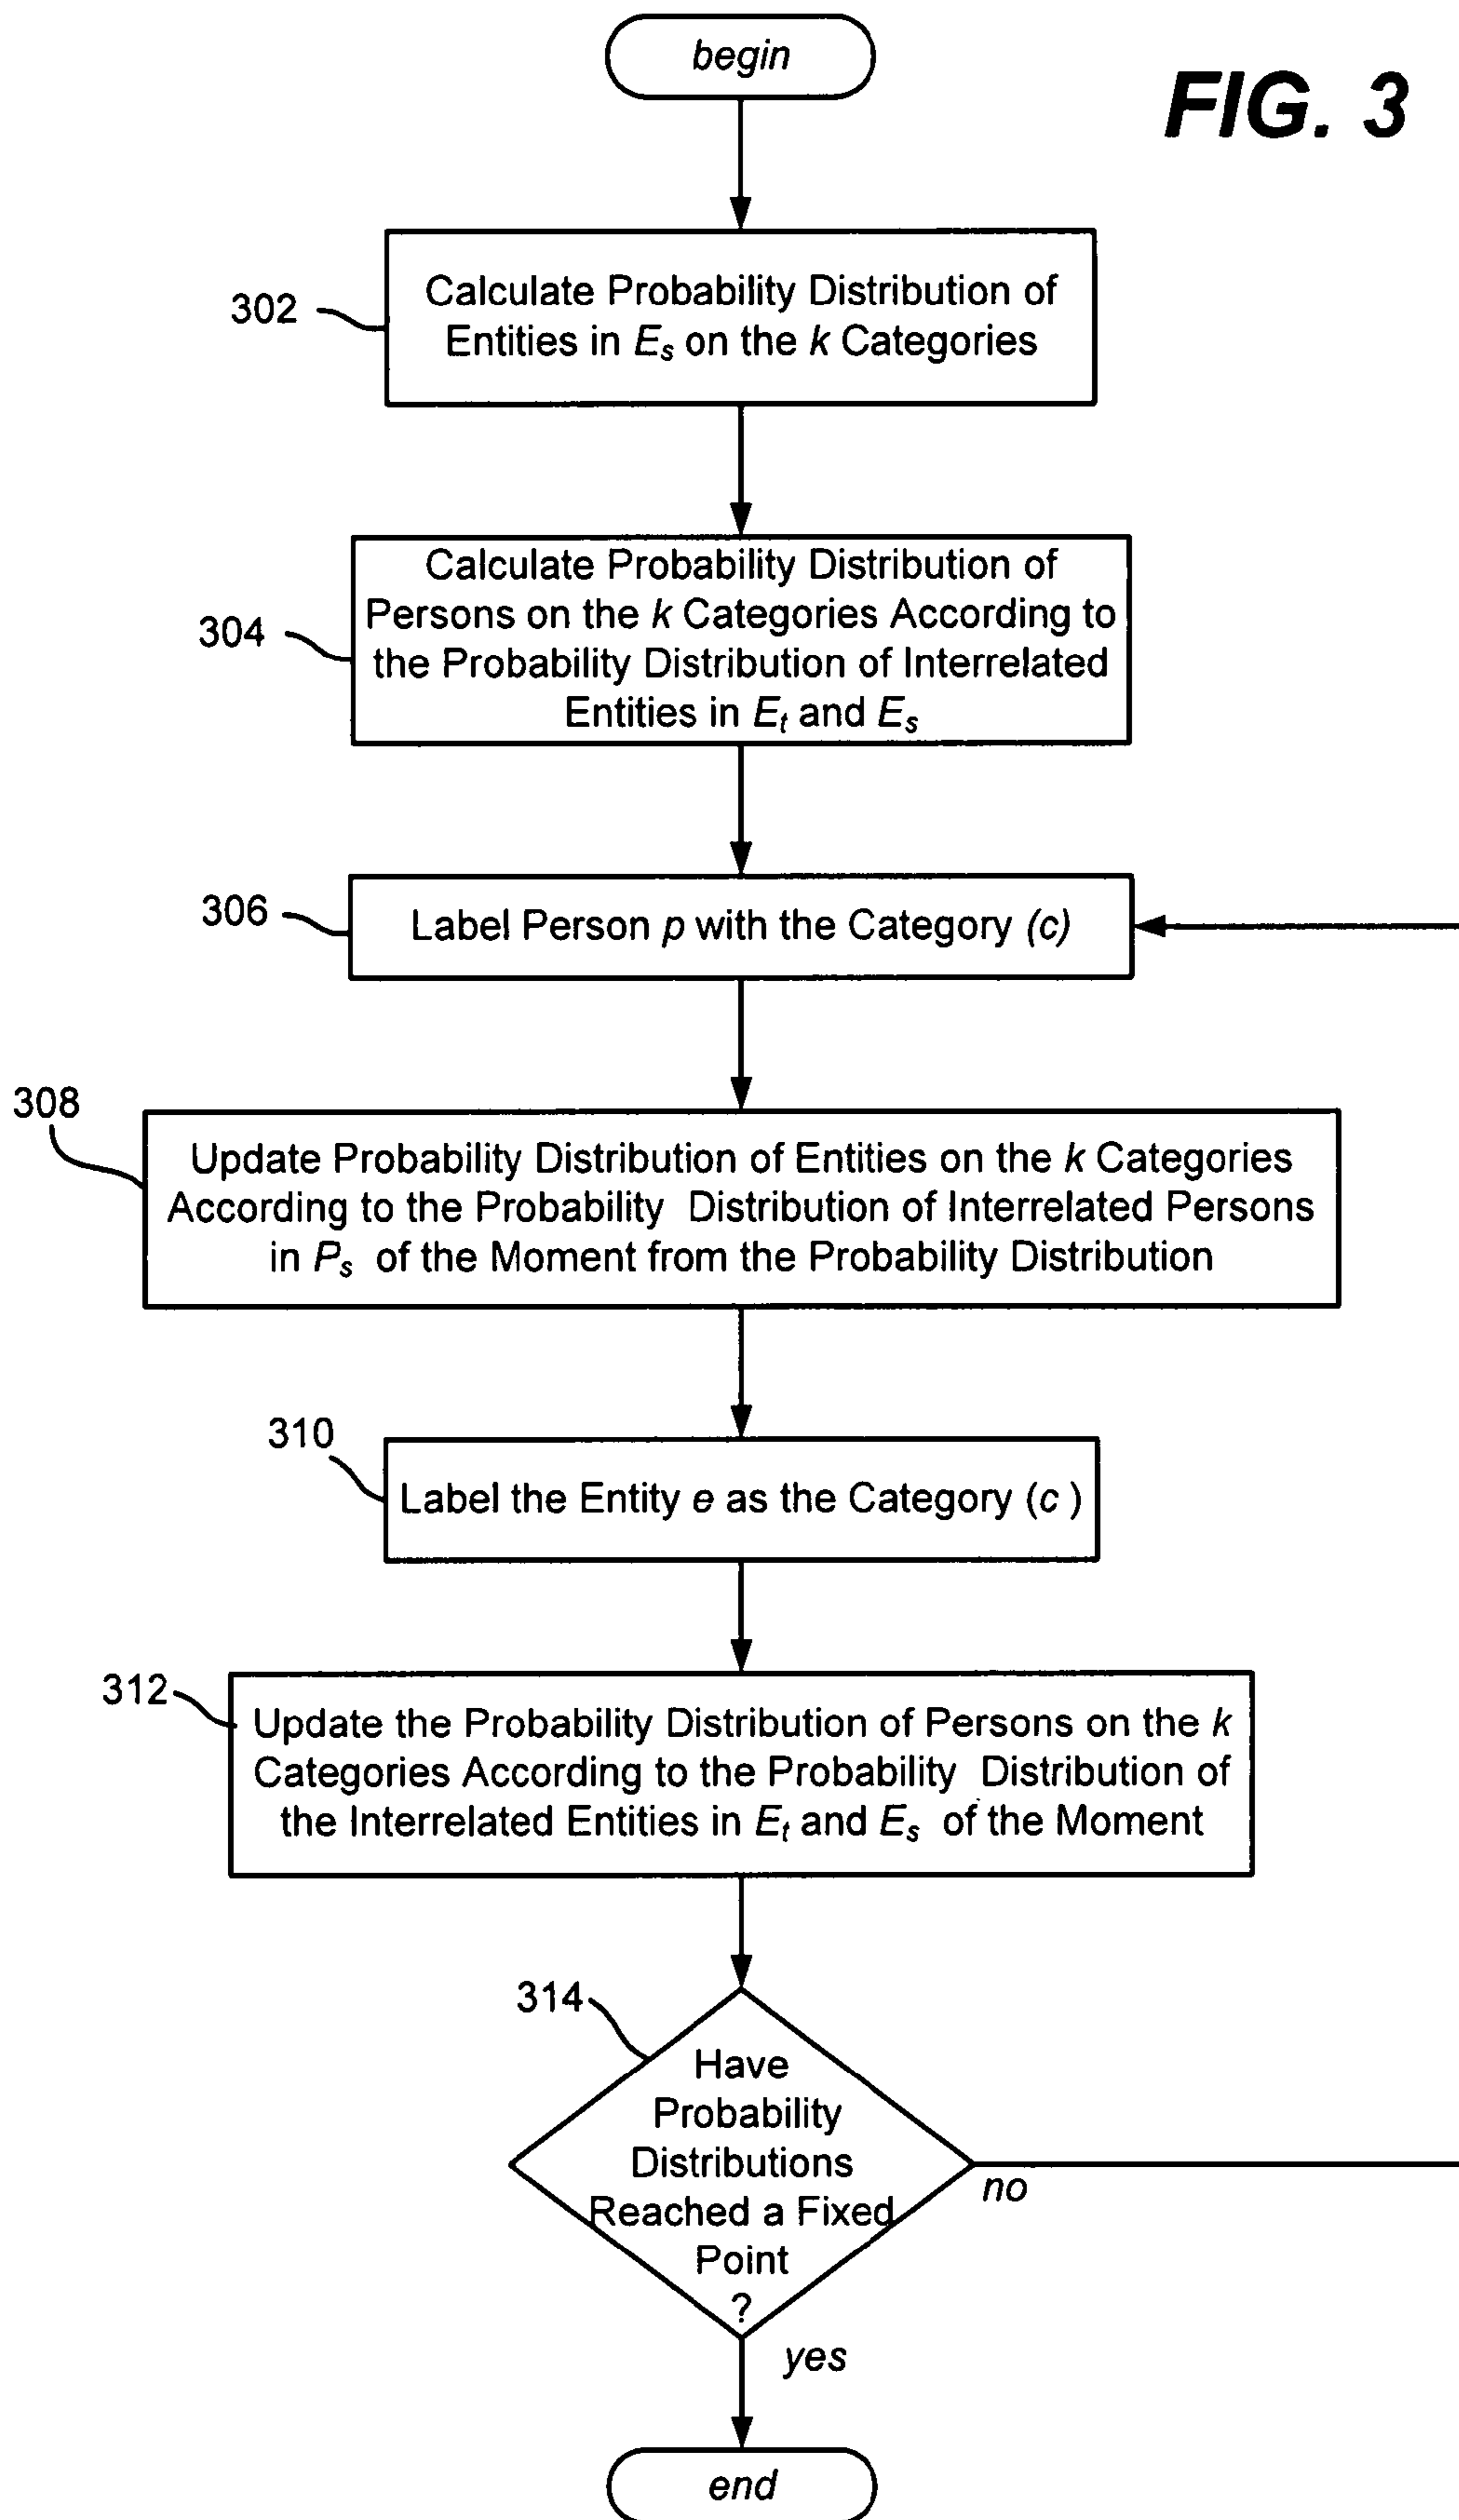 begin
FIG. 3
302
Calculate Probability Distribution of
Entities in Es on the k Categories
304
Calculate Probability Distribution of
Persons on the k Categories According to
the Probability Distribution of Interrelated
Entities in Et and Es
306
Label Person p with the Category (c)
308
Update Probability Distribution of Entities on the k Categories
According to the Probability Distribution of Interrelated Persons
in Ps of the Moment from the Probability Distribution
310
Label the Entity e as the Category (c )
312
Update the Probability Distribution of Persons on the k
Categories According to the Probability Distribution of
the Interrelated Entities in Et and Es of the Moment
314
Have
Probability
Distributions
Reached a Fixed
Point
?
no
yes
end